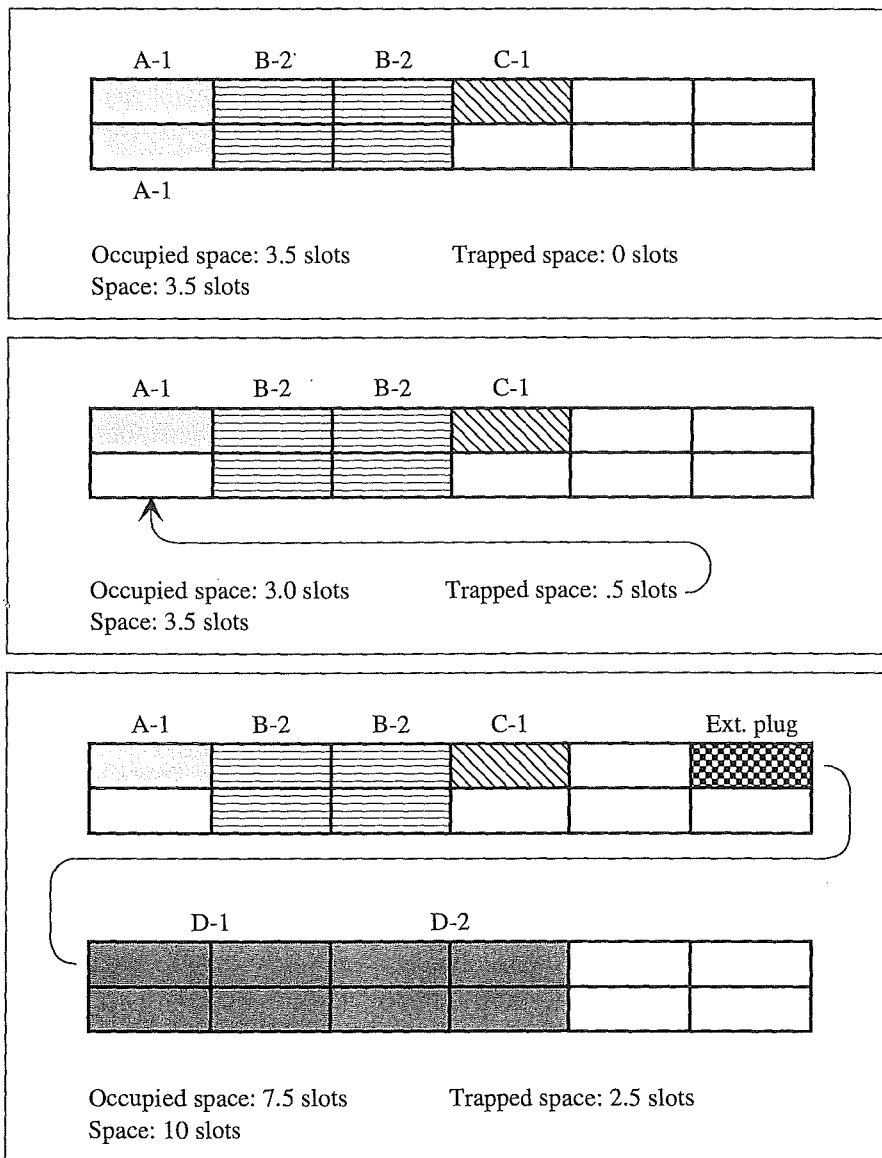 A-1 B-2 B-2 C-1
A-1
Occupied space: 3.5 slots Trapped space: 0 slots
Space: 3.5 slots
A-1 B-2 B-2 C-1
Occupied space: 3.0 slots Trapped space: .5 slots
Space: 3.5 slots
A-1 B-2 B-2 C-1 Ext. plug
D-1 D-2
Occupied space: 7.5 slots Trapped space: 2.5 slots
Space: 10 slots